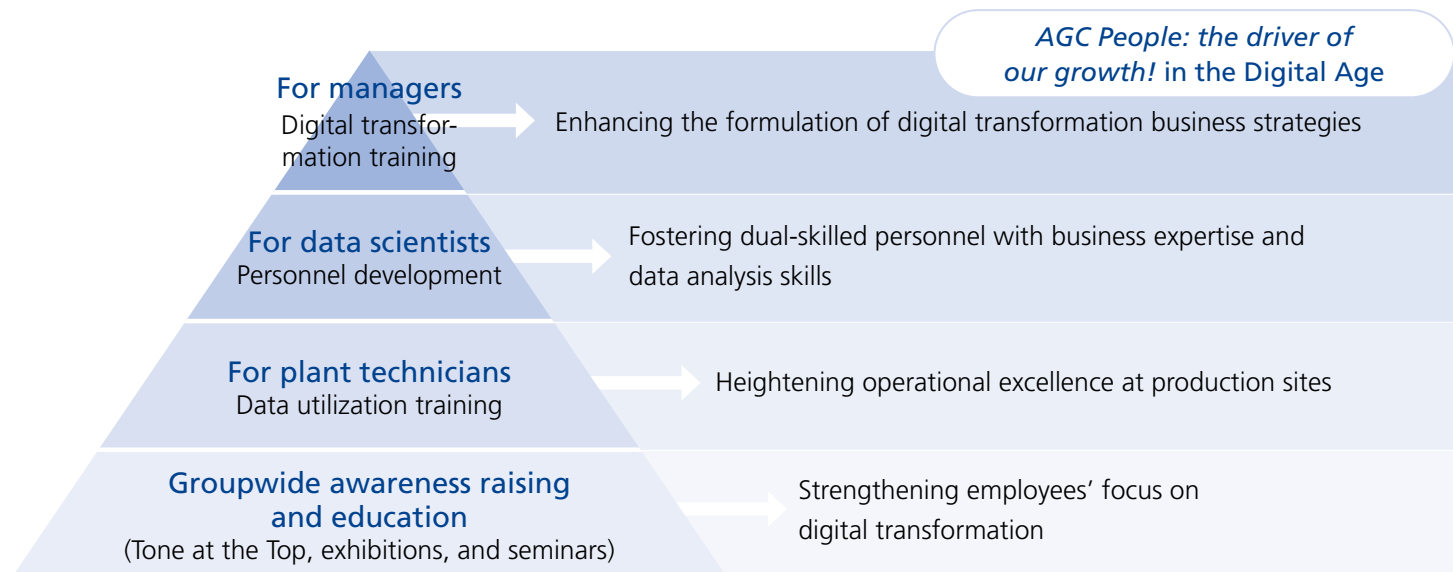 AGC People: the driver of
our growth! in the Digital Age
For managers
Digital transfor-
mation training
Enhancing the formulation of digital transformation business strategies
For data scientists
Personnel development
Fostering dual-skilled personnel with business expertise and
data analysis skills
For plant technicians
Data utilization training
Heightening operational excellence at production sites
Groupwide awareness raising
and education
(Tone at the Top, exhibitions, and seminars)
Strengthening employees’ focus on
digital transformation